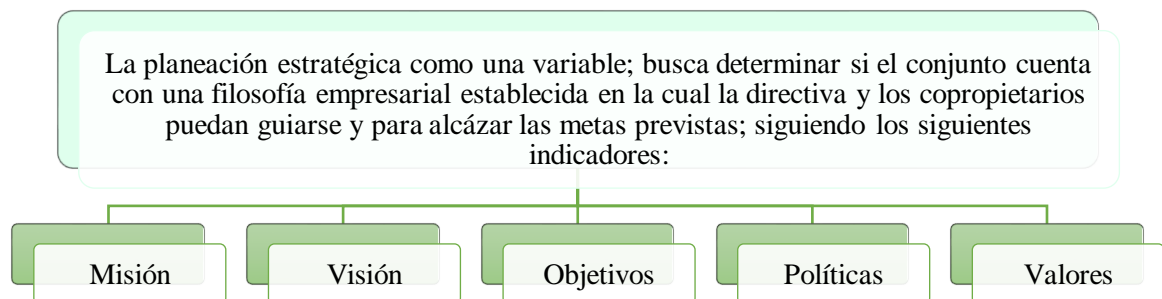 La planeación estratégica como una variable; busca determinar si el conjunto cuenta
con una filosofía empresarial establecida en la cual la directiva y los copropietarios
puedan guiarse y para alcázar las metas previstas; siguiendo los siguientes
indicadores:
Misión
Visión
Objetivos
Políticas
Valores